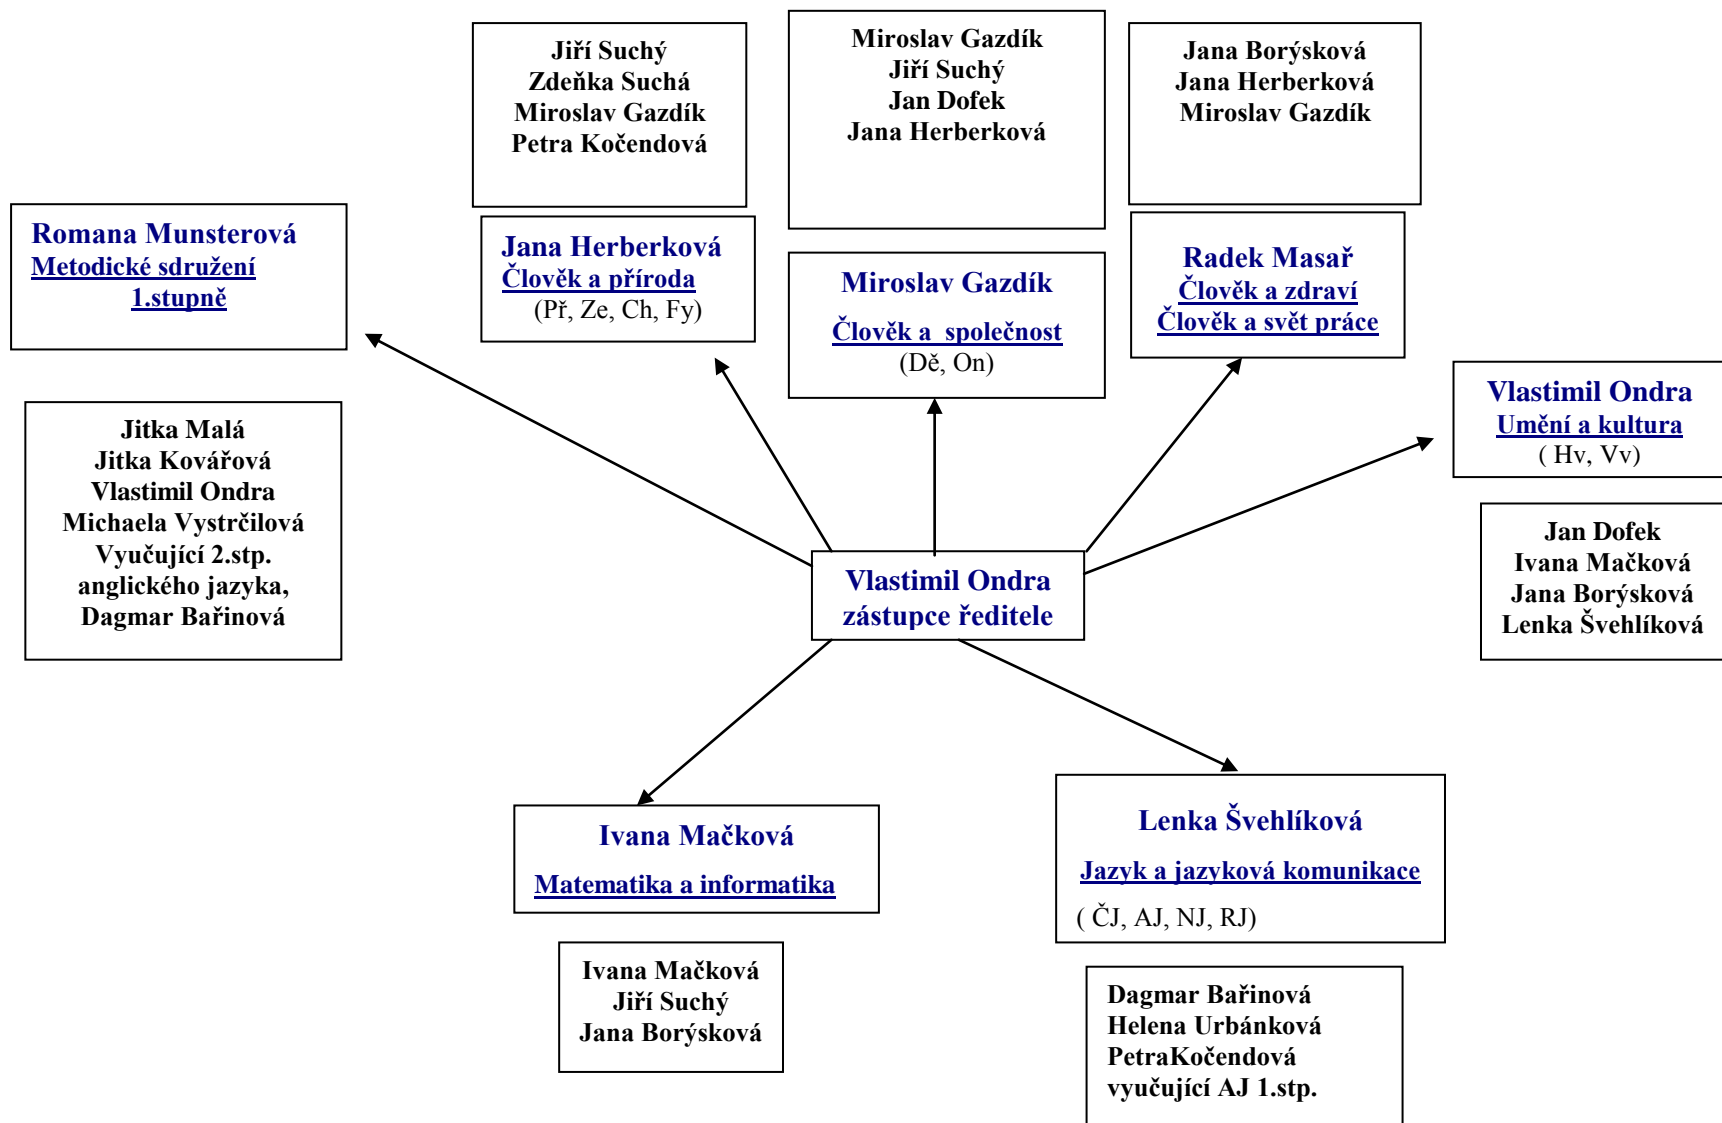 Jiří Suchý
Zdeňka Suchá
Miroslav Gazdík
Petra Kočendová
Miroslav Gazdík
Jiří Suchý
Jan Dofek
Jana Herberková
Jana Borýsková
Jana Herberková
Miroslav Gazdík
Romana Munsterová
Metodické sdružení
1.stupně
Jana Herberková
Člověk a příroda
(Př, Ze, Ch, Fy)
Miroslav Gazdík
Člověk a  společnost
(Dě, On)
Radek Masař
Člověk a zdraví
Člověk a svět práce
Vlastimil Ondra
Umění a kultura
( Hv, Vv)
Jitka Malá
Jitka Kovářová
Vlastimil Ondra
Michaela Vystrčilová
Vyučující 2.stp.
anglického jazyka,
Dagmar Bařinová
Jan Dofek
Ivana Mačková
Jana Borýsková
Lenka Švehlíková
Vlastimil Ondra
zástupce ředitele
Ivana Mačková
Matematika a informatika
Lenka Švehlíková
Jazyk a jazyková komunikace
( ČJ, AJ, NJ, RJ)
Ivana Mačková
Jiří Suchý
Jana Borýsková
Dagmar Bařinová
Helena Urbánková
PetraKočendová
vyučující AJ 1.stp.